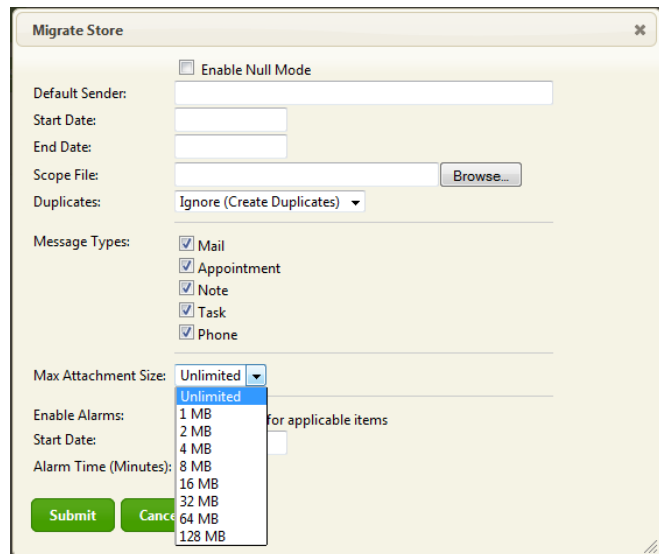 Migrate Store
Enable Null Mode
Default Sender:
Start Date:
End Date:
Scope File: Browse...
Duplicates: Ignore (Create Duplicates)
Message Types: Mail
Appointment
Note
Task
Phone
Max Attachment Size: Unlimited
Unlimited
Enable Alarms: 1 MB for applicable items
2 MB
Start Date: 4 MB
Alarm Time (Minutes): 8 MB
16 MB
32 MB
Submit Cance 64 MB
128 MB